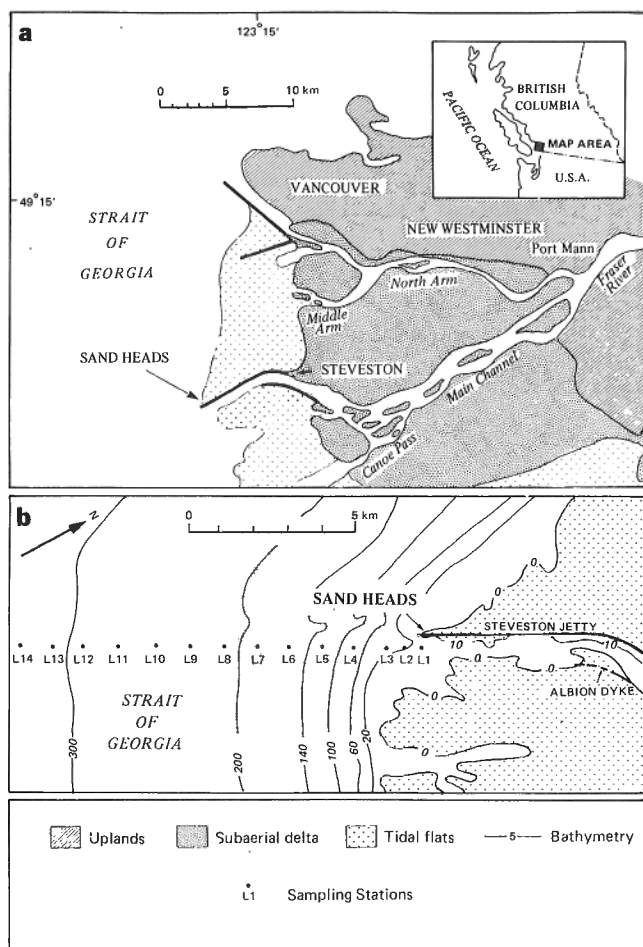 a
123°15'
0 5 10 km
BRITISH
COLUMBIA
PACIFIC OCEAN
MAP AREA
U.S.A.
VANCOUVER
49°15'
STRAIT
OF
GEORGIA
NEW WESTMINSTER
Port Mann
Fraser
River
North Arm
Middle
Arm
SAND HEADS
STEVESTON
Main Channel
Canoe Pass
b
N
0 5 km
SAND HEADS
STEVESTON JETTY
10
10
ALBION DYKE
0
0
0
0
0
0
0
0
L14 L13 L12 L11 L10 L9 L8 L7 L6 L5 L4 L3 L2 L1
STRAIT
OF
GEORGIA
300
200
140
100
60
20
Uplands Subaerial delta Tidal flats 5 Bathymetry
L1 Sampling Stations